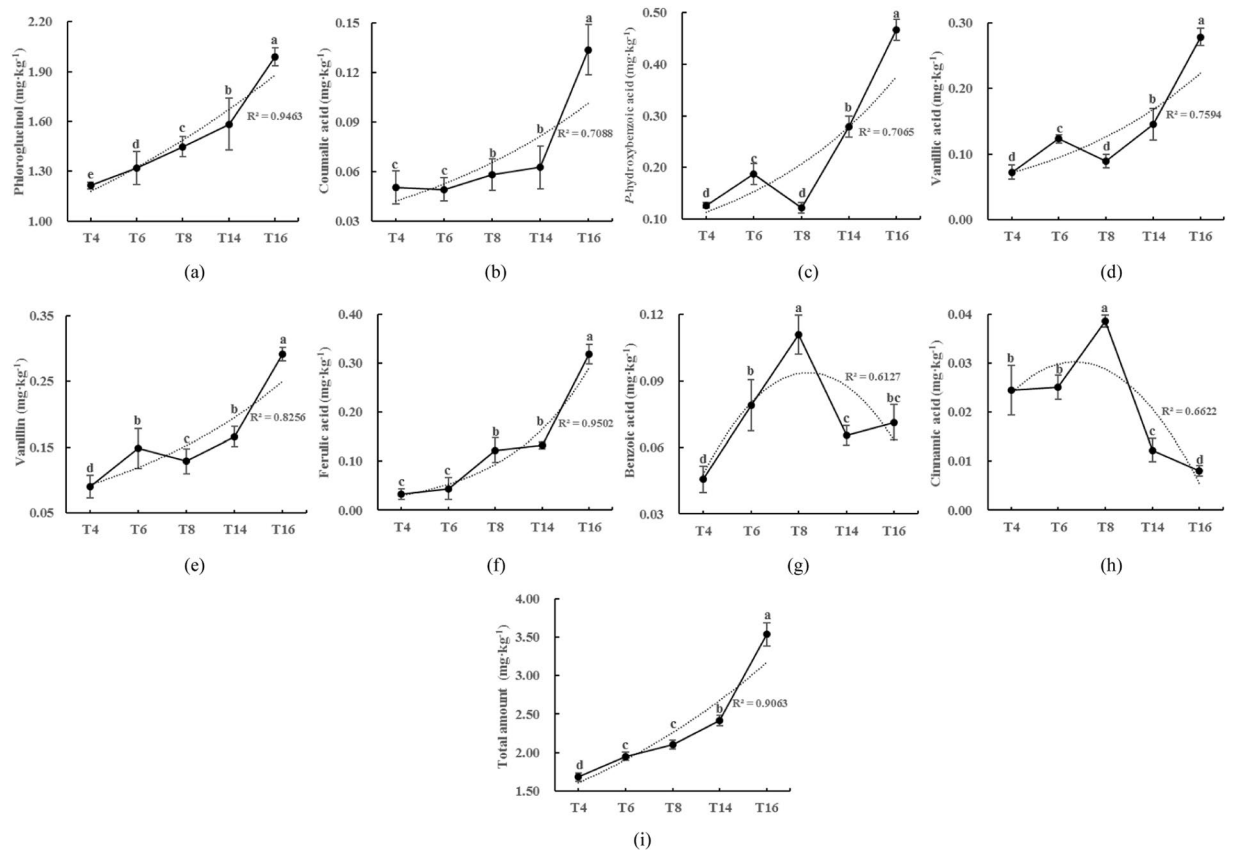 Phloroglucinol (mg·kg⁻¹)
2.20
1.90
1.60
1.30
1.00
e
d
c
b
a
R² = 0.9463
T4 T6 T8 T14 T16
(a)
Coumalic acid (mg·kg⁻¹)
0.15
0.12
0.09
0.06
0.03
c
c
b
b
a
R² = 0.7088
T4 T6 T8 T14 T16
(b)
P-hydroxybenzoic acid (mg·kg⁻¹)
0.50
0.40
0.30
0.20
0.10
d
c
d
b
a
R² = 0.7065
T4 T6 T8 T14 T16
(c)
Vanillic acid (mg·kg⁻¹)
0.30
0.20
0.10
0.00
d
c
d
b
a
R² = 0.7594
T4 T6 T8 T14 T16
(d)
Vanillin (mg·kg⁻¹)
0.35
0.25
0.15
0.05
d
b
c
b
a
R² = 0.8256
T4 T6 T8 T14 T16
(e)
Ferulic acid (mg·kg⁻¹)
0.40
0.30
0.20
0.10
0.00
c
c
b
b
a
R² = 0.9502
T4 T6 T8 T14 T16
(f)
Benzoic acid (mg·kg⁻¹)
0.12
0.09
0.06
0.03
d
b
a
c
bc
R² = 0.6127
T4 T6 T8 T14 T16
(g)
Cinnamic acid (mg·kg⁻¹)
0.04
0.03
0.02
0.01
0.00
b
b
a
c
d
R² = 0.6622
T4 T6 T8 T14 T16
(h)
Total amount (mg·kg⁻¹)
4.00
3.50
3.00
2.50
2.00
1.50
d
c
c
b
a
R² = 0.9063
T4 T6 T8 T14 T16
(i)